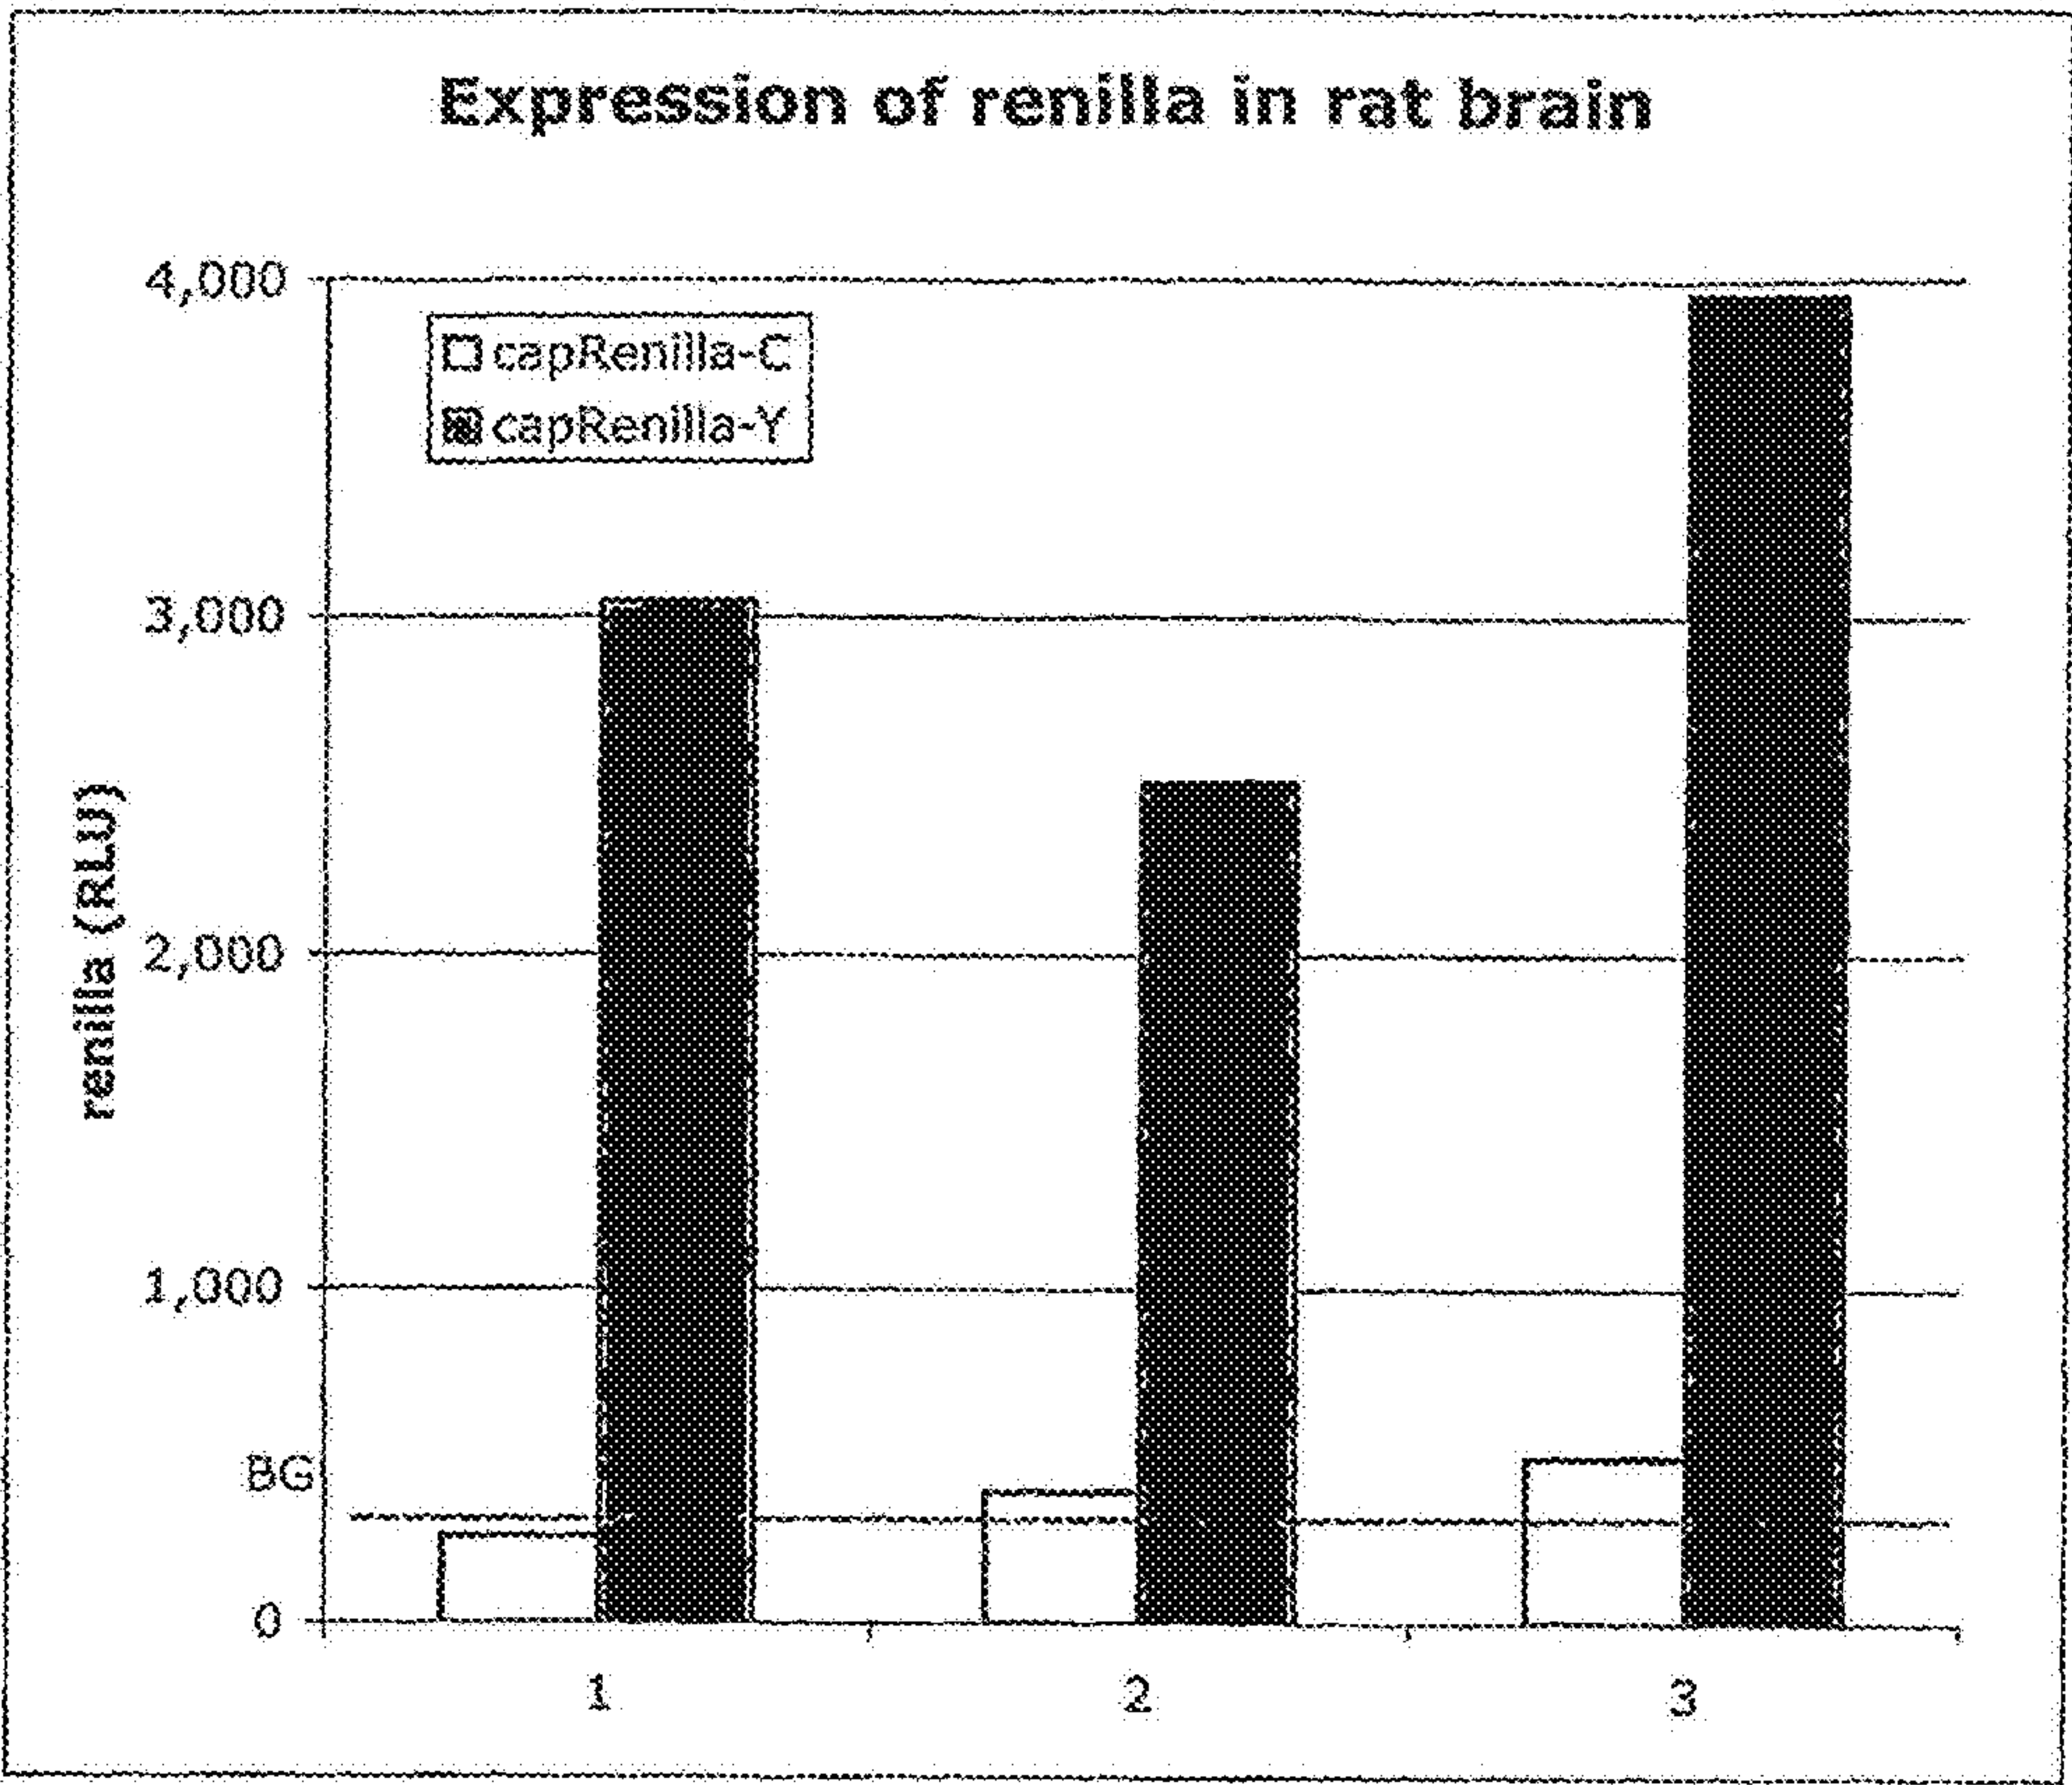 Expression of renilla in rat brain
4,000
capRenilla-C
capRenilla-Y
3,000
renilla (RLU)
2,000
1,000
BG
0
1 2 3